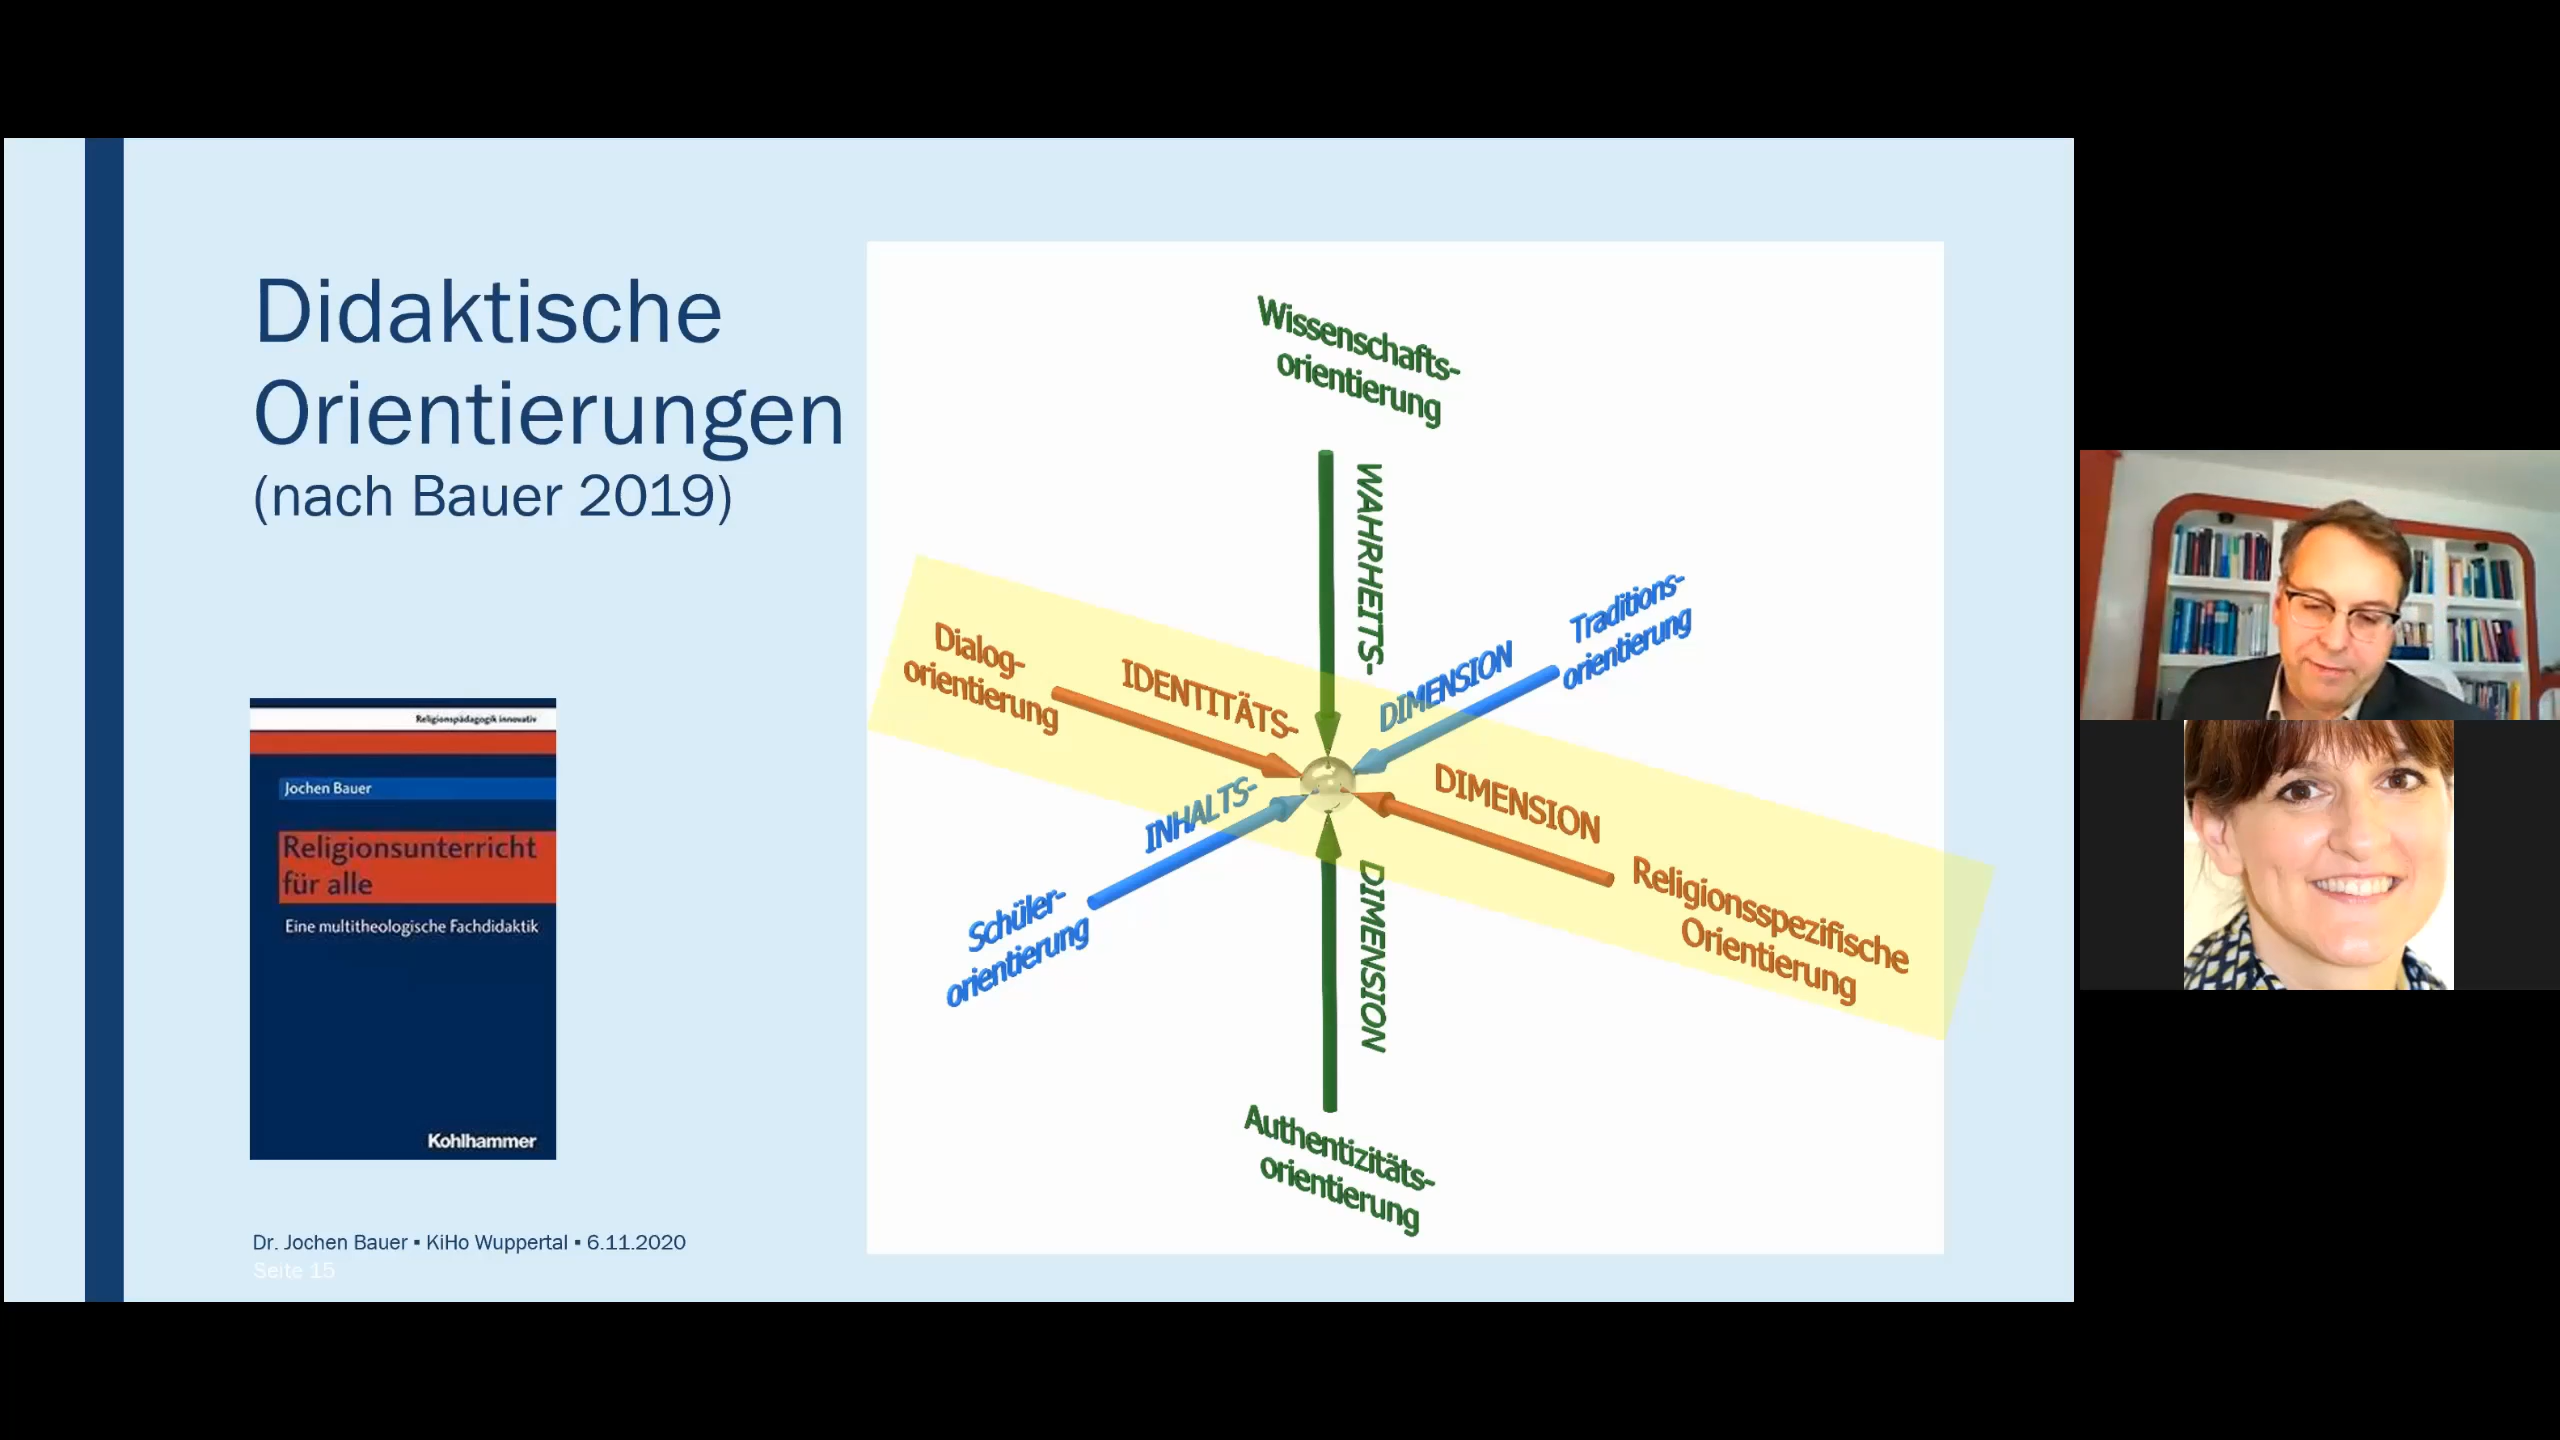 Didaktische
Orientierungen
(nach Bauer 2019)
Religionspädagogik innovativ
Jochen Bauer
Religionsunterricht
für alle
Eine multitheologische Fachdidaktik
Kohlhammer
Dr. Jochen Bauer ▪ KiHo Wuppertal ▪ 6.11.2020
Seite 15
Wissenschafts-
orientierung
WAHRHEITS-
DIMENSION
Authentizitäts-
orientierung
Dialog-
orientierung
IDENTITÄTS-
DIMENSION
Religionsspezifische
Orientierung
Schüler-
orientierung
INHALTS-
DIMENSION
Traditions-
orientierung